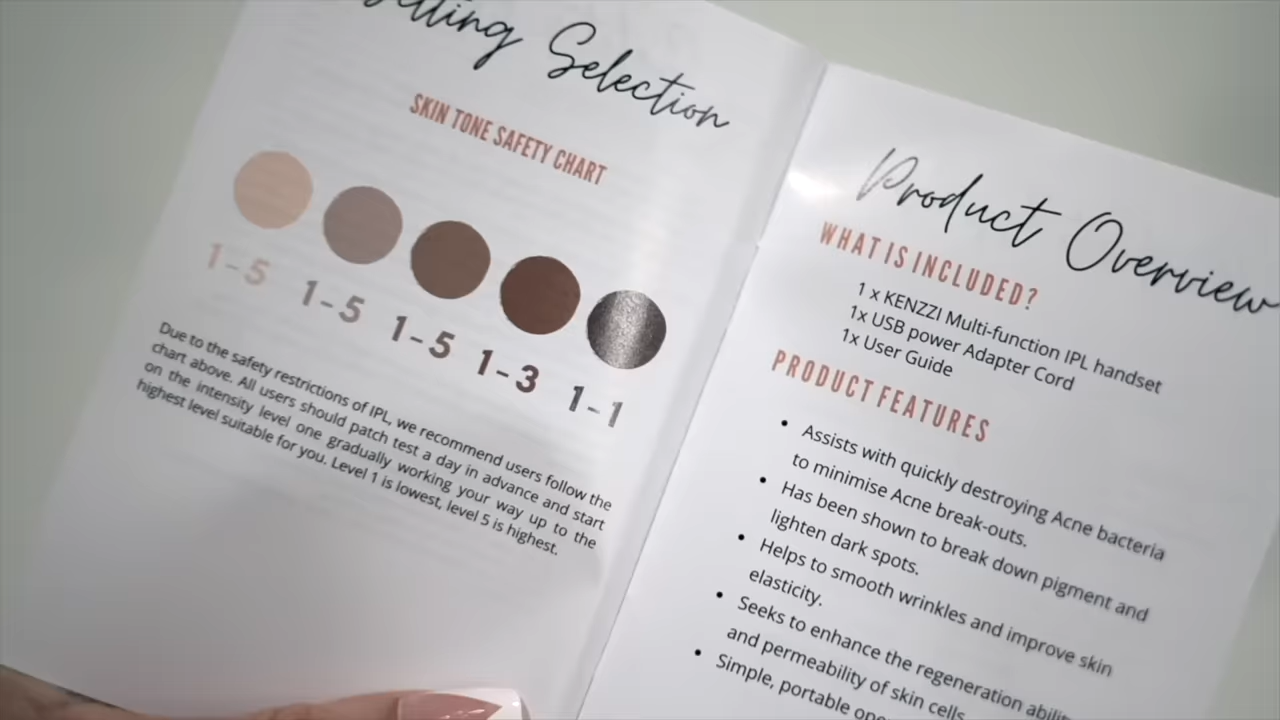 Setting Selection
SKIN TONE SAFETY CHART
1-5 1-5 1-5 1-3 1-1
Due to the safety restrictions of IPL, we recommend users follow the
chart above. All users should patch test a day in advance and start
on the intensity level one gradually working your way up to the
highest level suitable for you. Level 1 is lowest, level 5 is highest.
Product Overview
WHAT IS INCLUDED?
1 x KENZZI Multi-function IPL handset
1x USB power Adapter Cord
1x User Guide
PRODUCT FEATURES
• Assists with quickly destroying Acne bacteria
to minimise Acne break-outs.
• Has been shown to break down pigment and
lighten dark spots.
• Helps to smooth wrinkles and improve skin
elasticity.
• Seeks to enhance the regeneration
and permeability of skin cells
• Simple, portable